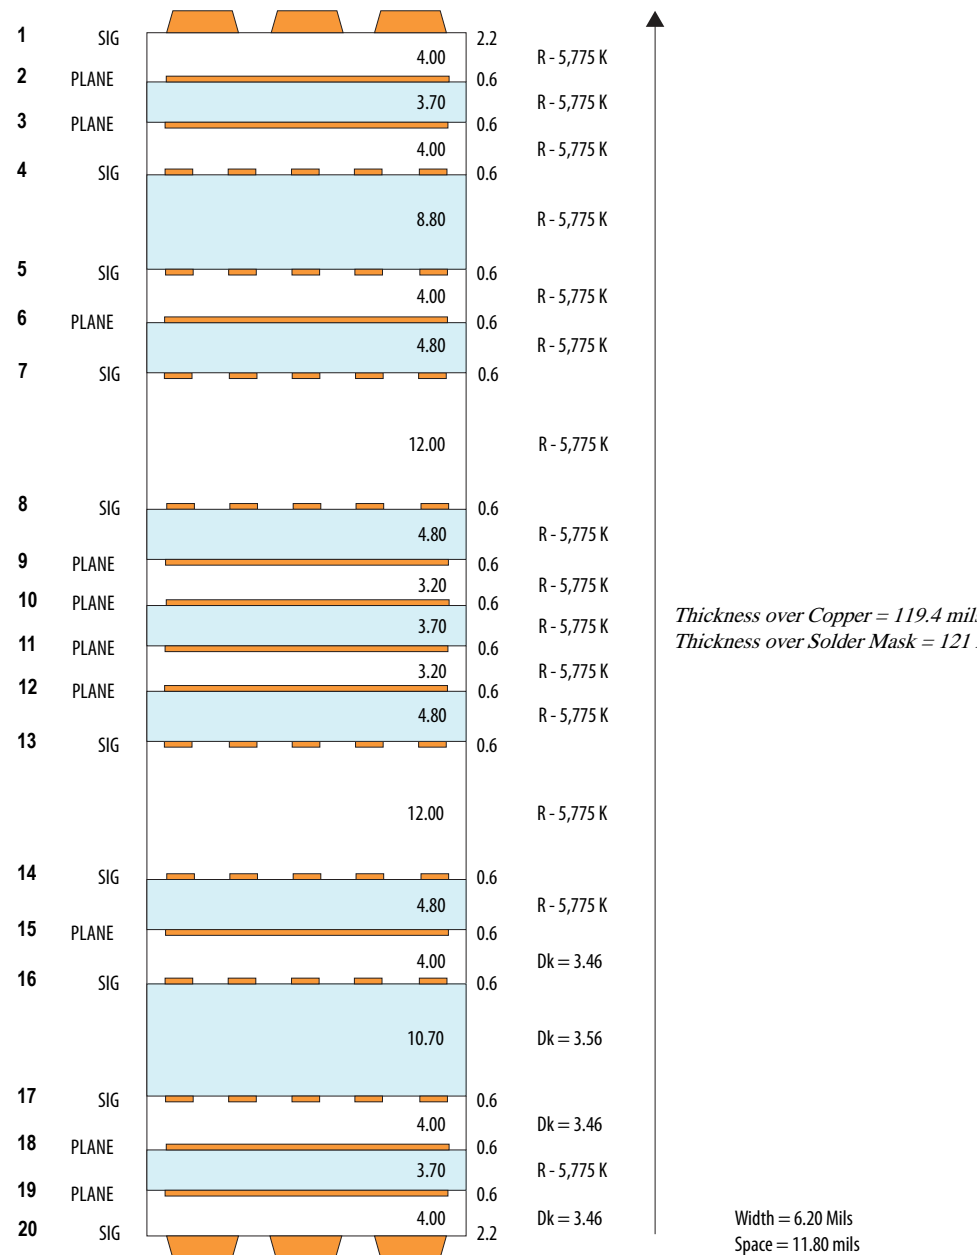 1 SIG 2.2
4.00 R - 5,775 K
2 PLANE 0.6
3.70 R - 5,775 K
3 PLANE 0.6
4.00 R - 5,775 K
4 SIG 0.6
8.80 R - 5,775 K
5 SIG 0.6
4.00 R - 5,775 K
6 PLANE 0.6
4.80 R - 5,775 K
7 SIG 0.6
12.00 R - 5,775 K
8 SIG 0.6
4.80 R - 5,775 K
9 PLANE 0.6
3.20 R - 5,775 K
10 PLANE 0.6
Thickness over Copper = 119.4 mils
3.70 R - 5,775 K
Thickness over Solder Mask = 121
11 PLANE 0.6
3.20 R - 5,775 K
12 PLANE 0.6
4.80 R - 5,775 K
13 SIG 0.6
12.00 R - 5,775 K
14 SIG 0.6
4.80 R - 5,775 K
15 PLANE 0.6
4.00 Dk = 3.46
16 SIG 0.6
10.70 Dk = 3.56
17 SIG 0.6
4.00 Dk = 3.46
18 PLANE 0.6
3.70 R - 5,775 K
19 PLANE 0.6
4.00 Dk = 3.46
20 SIG 2.2
Width = 6.20 Mils
Space = 11.80 mils